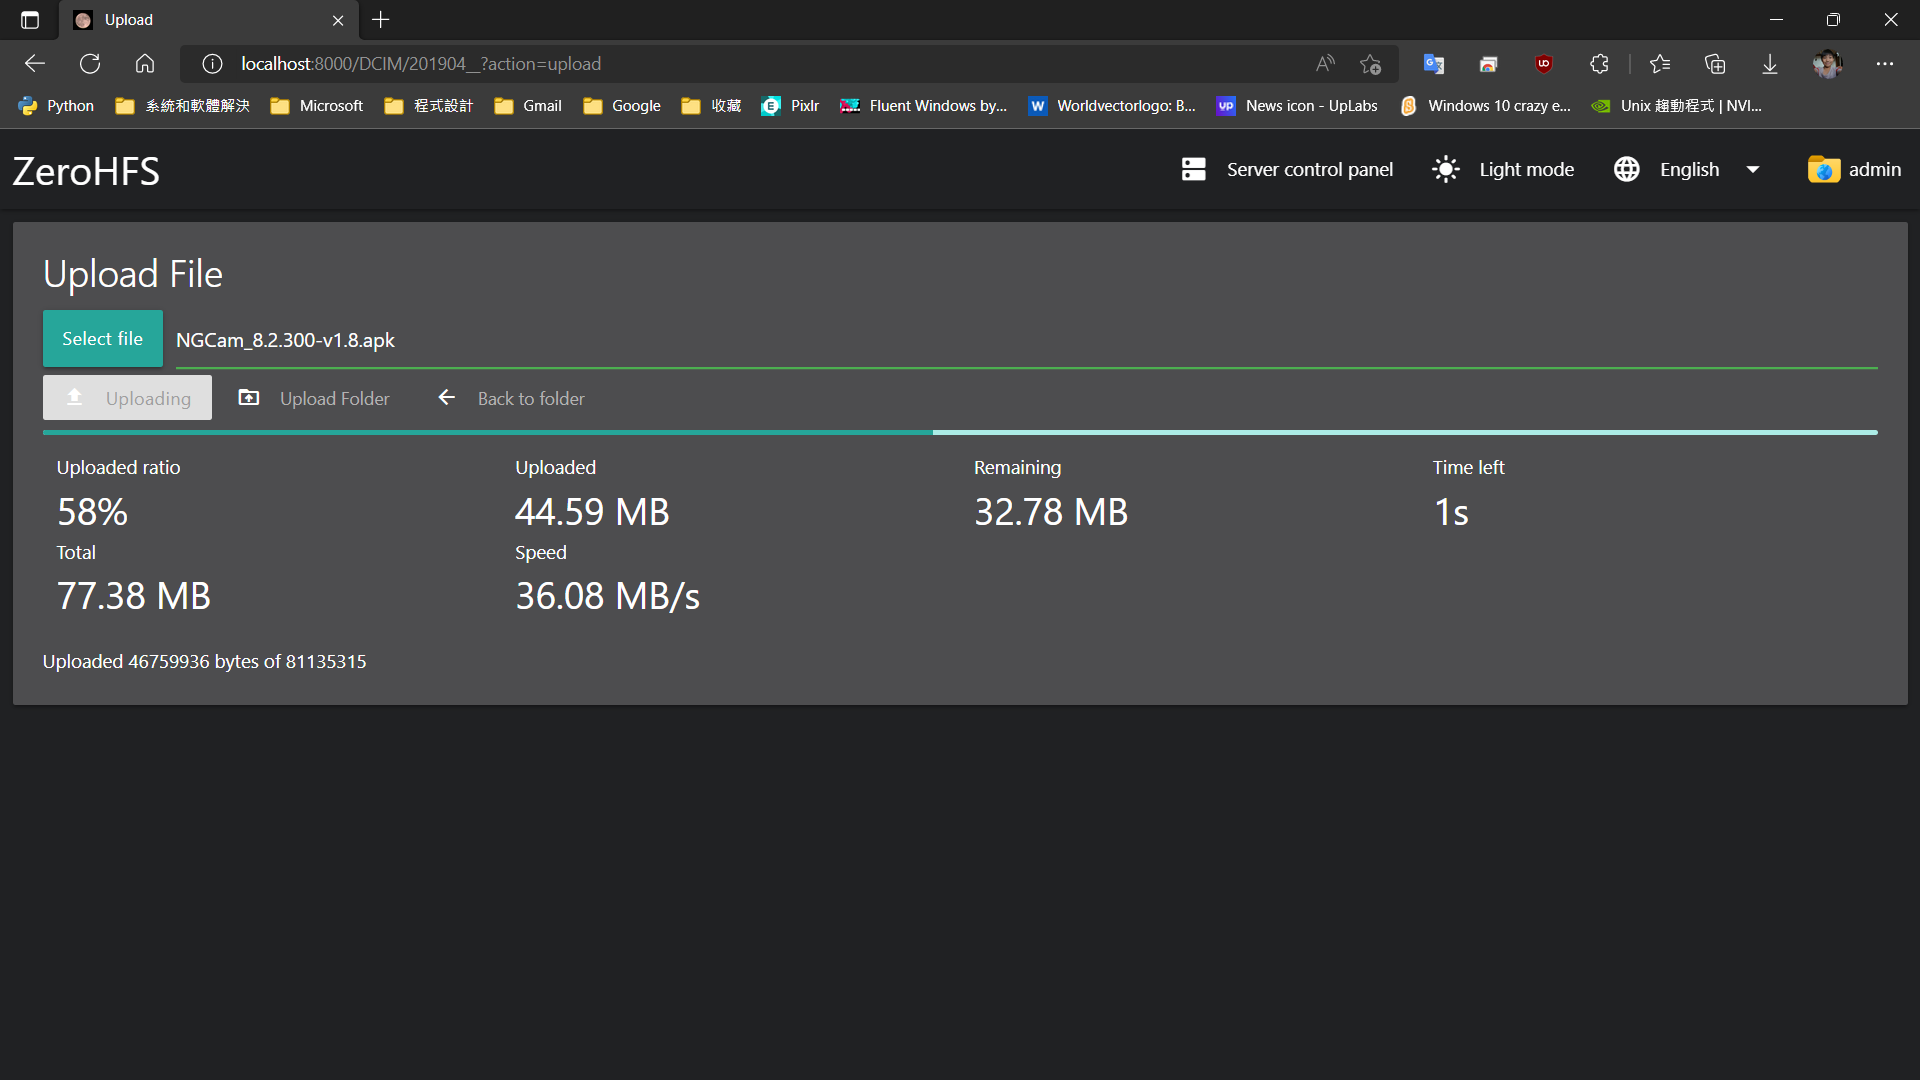 Upload
localhost:8000/DCIM/201904__?action=upload
Python 系統和軟體解決 Microsoft 程式設計 Gmail Google 收藏 Pixlr Fluent Windows by... Worldvectorlogo: B... News icon - UpLabs Windows 10 crazy e... Unix 趨動程式 | NVI...
ZeroHFS Server control panel Light mode English admin
Upload File
Select file NGCam_8.2.300-v1.8.apk
Uploading Upload Folder Back to folder
Uploaded ratio Uploaded Remaining Time left
58% 44.59 MB 32.78 MB 1s
Total Speed
77.38 MB 36.08 MB/s
Uploaded 46759936 bytes of 81135315